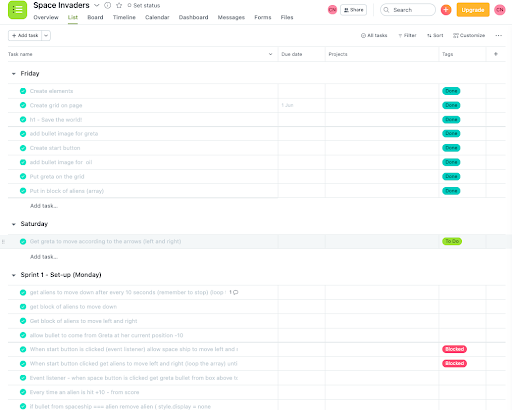 Space Invaders
Set status
CN
Share
Search
Upgrade
CN
Overview
List
Board
Timeline
Calendar
Dashboard
Messages
Forms
Files
+ Add task
All tasks
Filter
Sort
Customize
Task name
Due date
Projects
Tags
Friday
Create elements
Done
Create grid on page
Jun
Done
h1 - Save the world!
Done
add bullet image for greta
Done
Create start button
Done
add bullet image for oil
Done
Put greta on the grid
Done
Put in block of aliens (array)
Done
Add task...
Saturday
Get greta to move according to the arrows (left and right)
To Do
Add task...
Sprint 1 - Set-up (Monday)
get aliens to move down after every 10 seconds (remember to stop) (loop
1
get block of aliens to move down
Get block of aliens to move left and right
allow bullet to come from Greta at her current position -10
When start button is clicked (event listener) allow space ship to move left and r
Blocked
When start button clicked get aliens to move left and right (loop the array) until
Blocked
Event listener - when space button is clicked get greta bullet from box above to
Every time an alien is hit +10 - from score
If bullet from spaceship === alien remove alien ( style.display = none